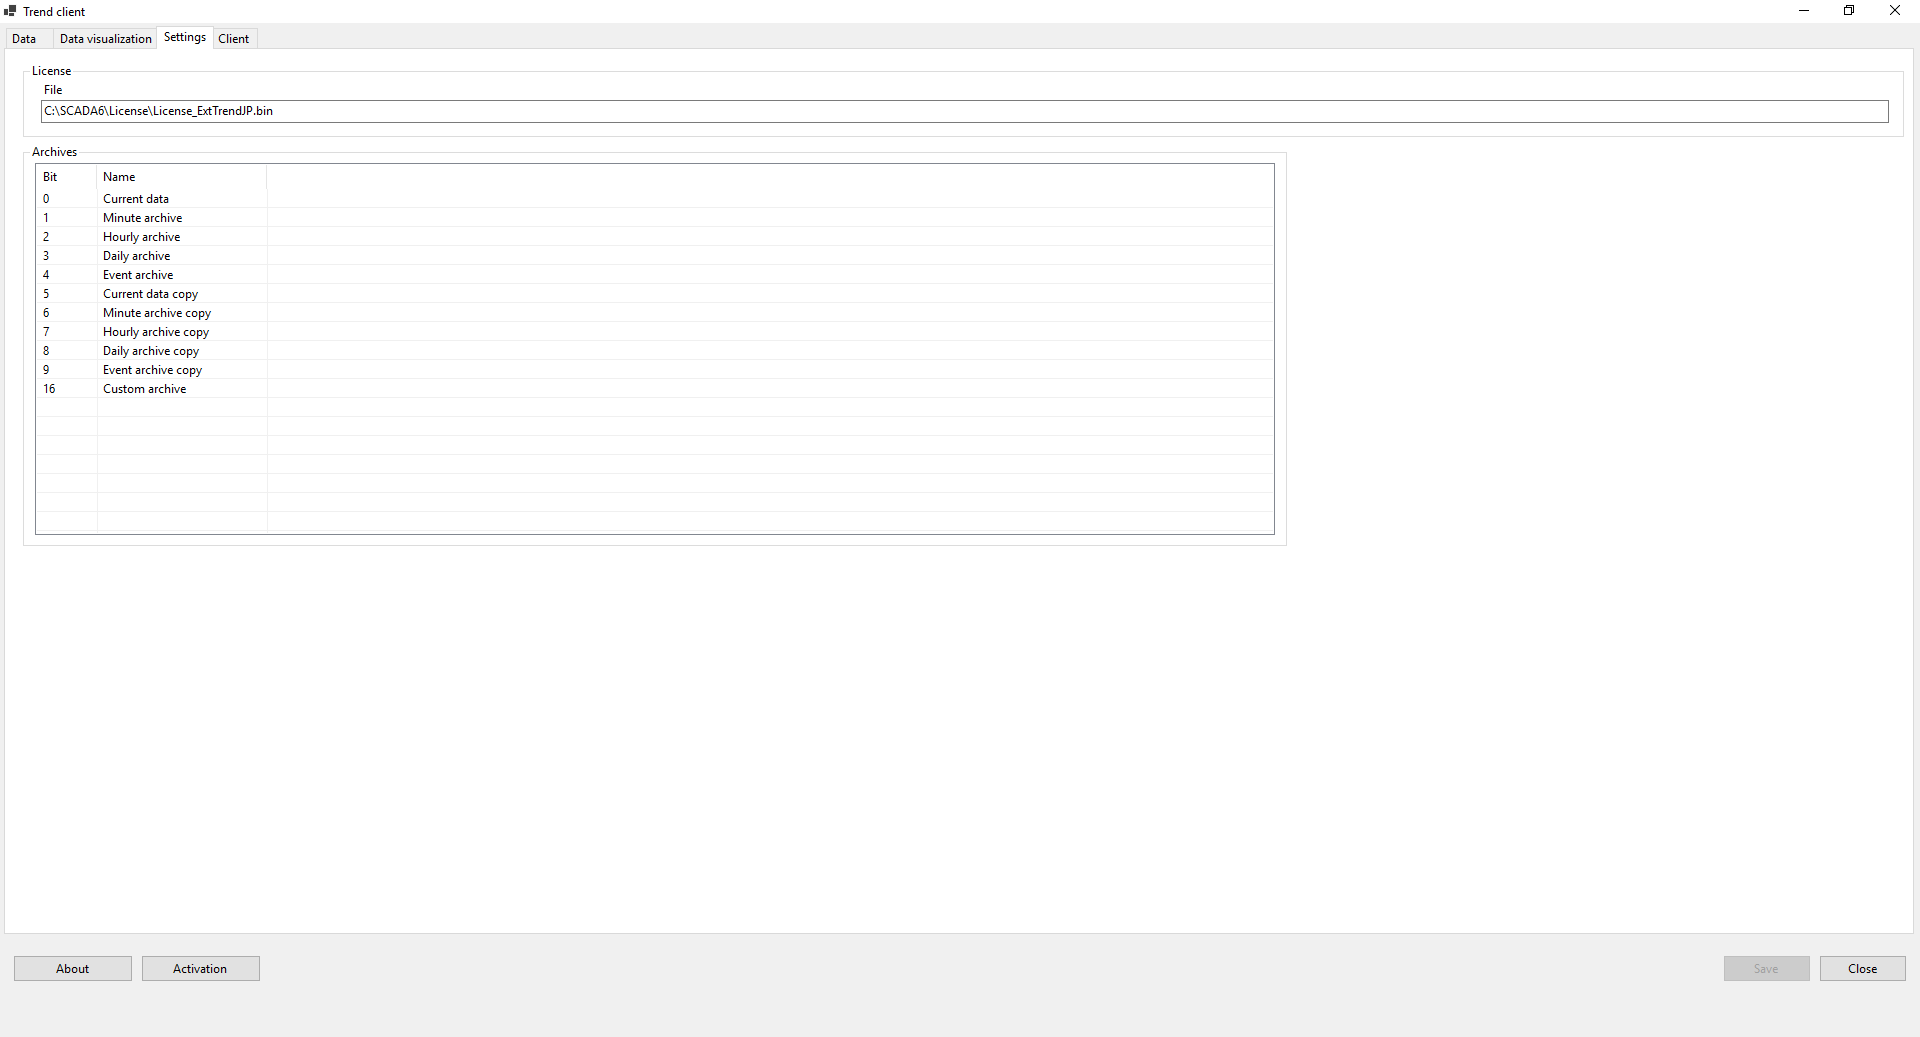 Trend client
Data Data visualization Settings Client
License
File
C:\SCADA6\License\License_ExtTrendJP.bin
Archives
Bit Name
0 Current data
1 Minute archive
2 Hourly archive
3 Daily archive
4 Event archive
5 Current data copy
6 Minute archive copy
7 Hourly archive copy
8 Daily archive copy
9 Event archive copy
16 Custom archive
About Activation Save Close